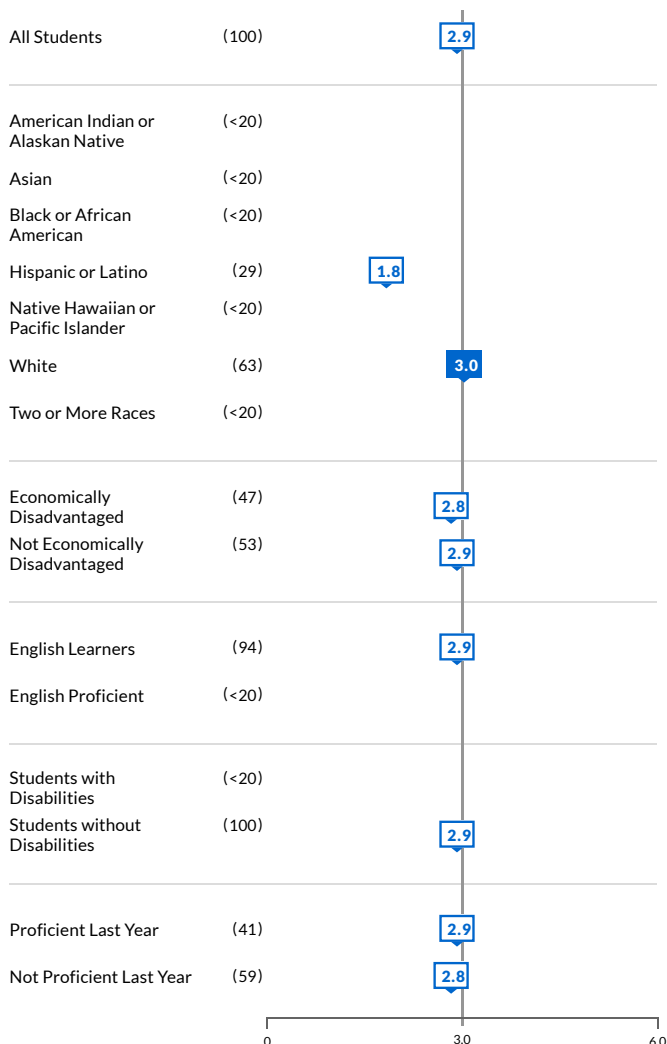 All Students (100) 2.9
American Indian or (<20)
Alaskan Native
Asian (<20)
Black or African (<20)
American
Hispanic or Latino (29) 1.8
Native Hawaiian or (<20)
Pacific Islander
White (63) 3.0
Two or More Races (<20)
Economically (47) 2.8
Disadvantaged
Not Economically (53) 2.9
Disadvantaged
English Learners (94) 2.9
English Proficient (<20)
Students with (<20)
Disabilities
Students without (100) 2.9
Disabilities
Proficient Last Year (41) 2.9
Not Proficient Last Year (59) 2.8
0 3.0 6.0